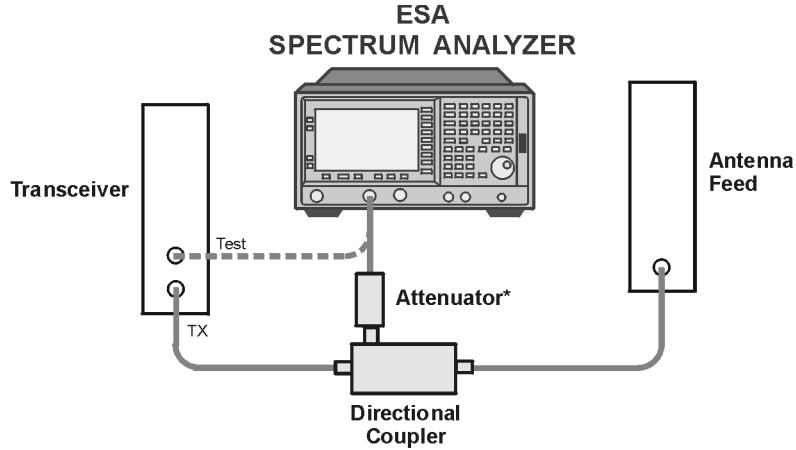 ESA
SPECTRUM ANALYZER
Transceiver
Antenna
Feed
Test
Attenuator*
TX
Directional
Coupler